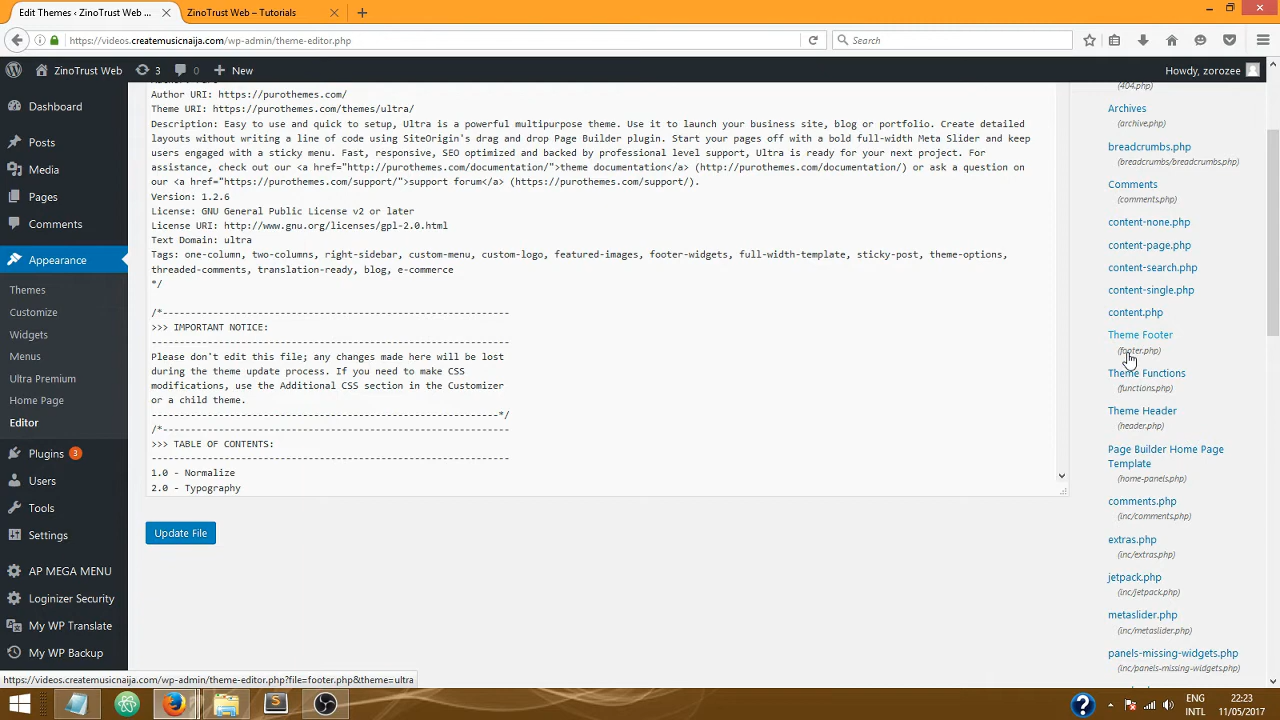 Edit Themes ‹ ZinoTrust Web ...
ZinoTrust Web – Tutorials
https://videos.createmusicnaija.com/wp-admin/theme-editor.php
Search
ZinoTrust Web
3
0
New
Howdy, zorozee
Dashboard
Posts
Media
Pages
Comments
Appearance
Themes
Customize
Widgets
Menus
Ultra Premium
Home Page
Editor
Plugins 3
Users
Tools
Settings
AP MEGA MENU
Loginizer Security
My WP Translate
My WP Backup
Author URI: https://purothemes.com/
Theme URI: https://purothemes.com/themes/ultra/
Description: Easy to use and quick to setup, Ultra is a powerful multipurpose theme. Use it to launch your business site, blog or portfolio. Create detailed
layouts without writing a line of code using SiteOrigin's drag and drop Page Builder plugin. Start your pages off with a bold full-width Meta Slider and keep
users engaged with a sticky menu. Fast, responsive, SEO optimized and backed by professional level support, Ultra is ready for your next project. For
assistance, check out our <a href="http://purothemes.com/documentation/">theme documentation</a> (http://purothemes.com/documentation/) or ask a question on
our <a href="https://purothemes.com/support/">support forum</a> (https://purothemes.com/support/).
Version: 1.2.6
License: GNU General Public License v2 or later
License URI: http://www.gnu.org/licenses/gpl-2.0.html
Text Domain: ultra
Tags: one-column, two-columns, right-sidebar, custom-menu, custom-logo, featured-images, footer-widgets, full-width-template, sticky-post, theme-options,
threaded-comments, translation-ready, blog, e-commerce
*/
/*----------------------------------------------------------------
>>> IMPORTANT NOTICE:
----------------------------------------------------------------
Please don't edit this file; any changes made here will be lost
during the theme update process. If you need to make CSS
modifications, use the Additional CSS section in the Customizer
or a child theme.
----------------------------------------------------------------*/
/*----------------------------------------------------------------
>>> TABLE OF CONTENTS:
----------------------------------------------------------------
1.0 - Normalize
2.0 - Typography
Update File
(404.php)
Archives
(archive.php)
breadcrumbs.php
(breadcrumbs/breadcrumbs.php)
Comments
(comments.php)
content-none.php
content-page.php
content-search.php
content-single.php
content.php
Theme Footer
(footer.php)
Theme Functions
(functions.php)
Theme Header
(header.php)
Page Builder Home Page
Template
(home-panels.php)
comments.php
(inc/comments.php)
extras.php
(inc/extras.php)
jetpack.php
(inc/jetpack.php)
metaslider.php
(inc/metaslider.php)
panels-missing-widgets.php
(inc/panels-missing-widgets.php)
https://videos.createmusicnaija.com/wp-admin/theme-editor.php?file=footer.php&theme=ultra
ENG
INTL
22:23
11/05/2017